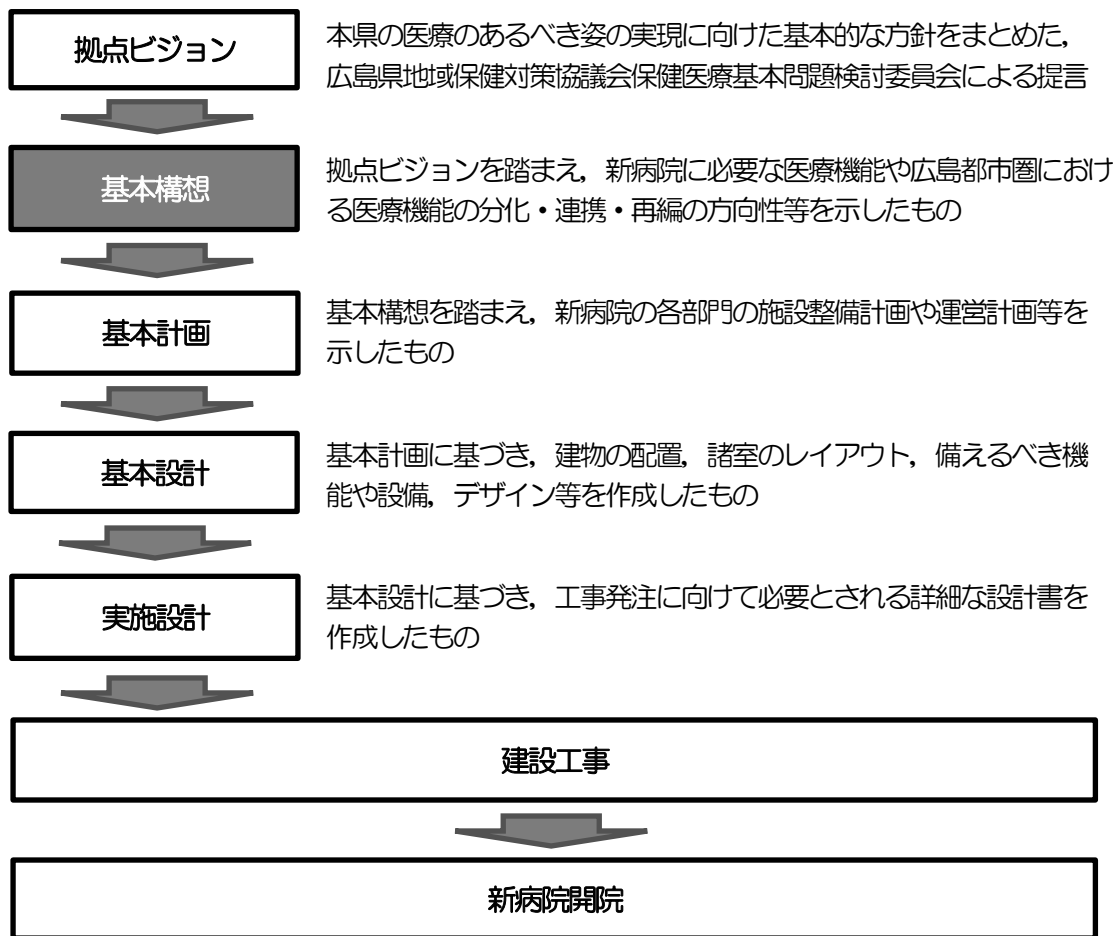 拠点ビジョン
本県の医療のあるべき姿の実現に向けた基本的な方針をまとめた，
広島県地域保健対策協議会保健医療基本問題検討委員会による提言
基本構想
拠点ビジョンを踏まえ，新病院に必要な医療機能や広島都市圏におけ
る医療機能の分化・連携・再編の方向性等を示したもの
基本計画
基本構想を踏まえ，新病院の各部門の施設整備計画や運営計画等を
示したもの
基本設計
基本計画に基づき，建物の配置，諸室のレイアウト，備えるべき機
能や設備，デザイン等を作成したもの
実施設計
基本設計に基づき，工事発注に向けて必要とされる詳細な設計書を
作成したもの
建設工事
新病院開院